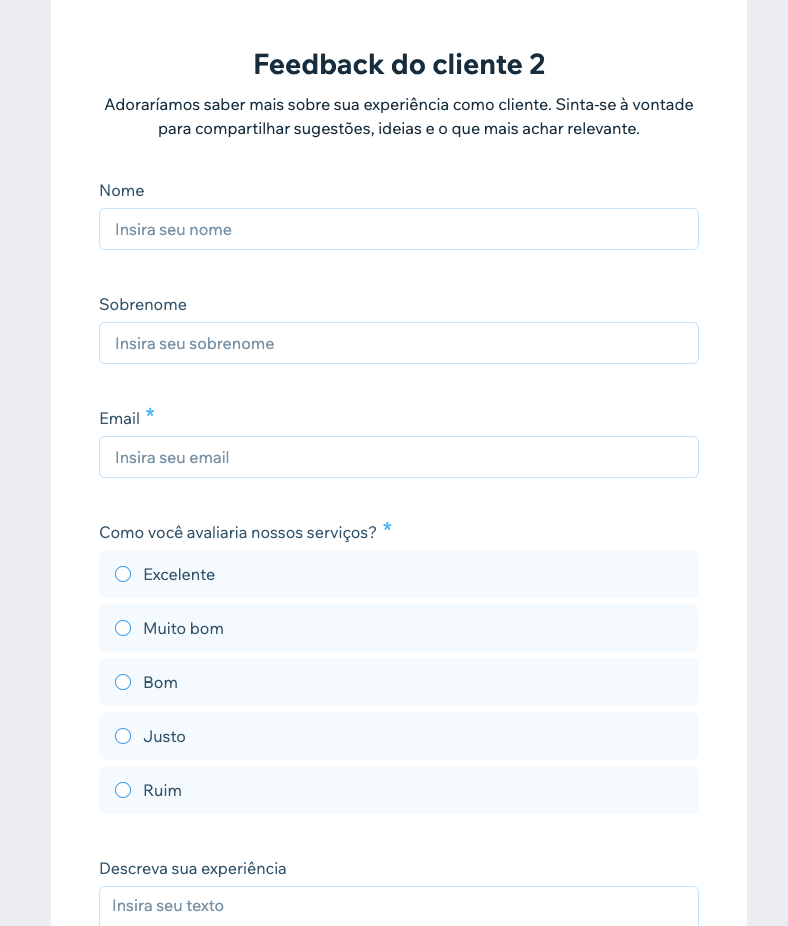 Feedback do cliente 2
Adoraríamos saber mais sobre sua experiência como cliente. Sinta-se à vontade
para compartilhar sugestões, ideias e o que mais achar relevante.
Nome
Insira seu nome
Sobrenome
Insira seu sobrenome
Email *
Insira seu email
Como você avaliaria nossos serviços? *
Excelente
Muito bom
Bom
Justo
Ruim
Descreva sua experiência
Insira seu texto